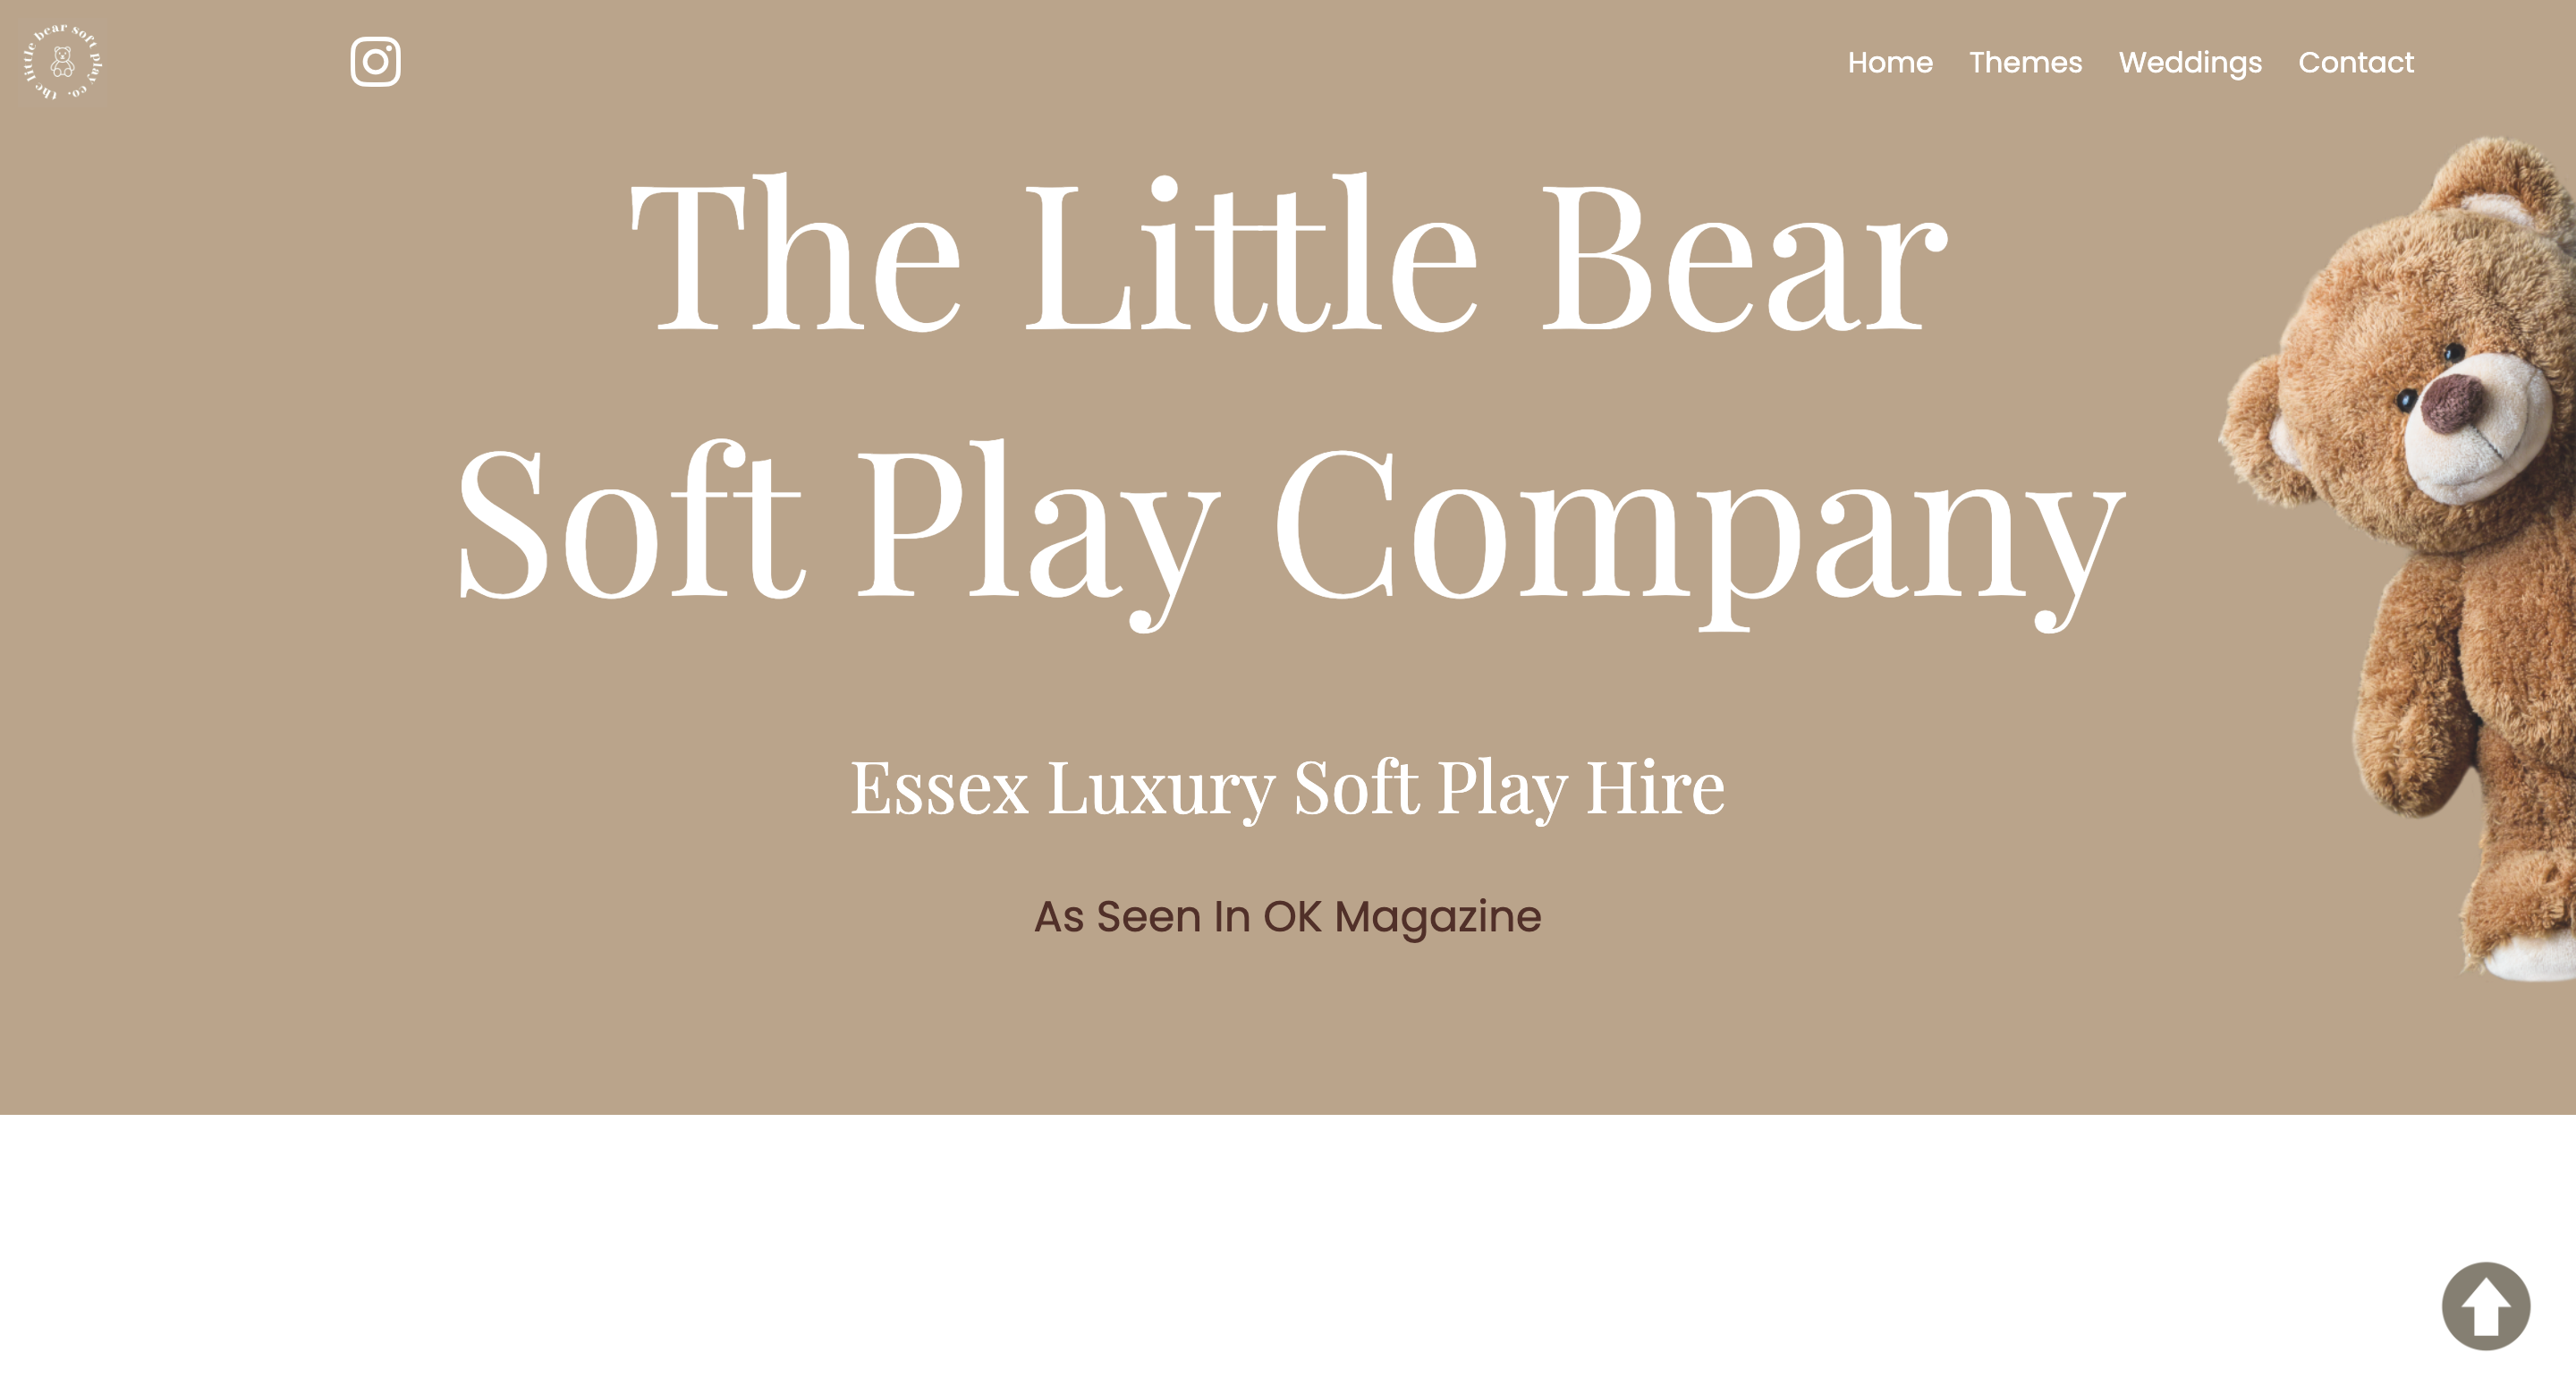 the little bear soft play co.
Home Themes Weddings Contact
The Little Bear
Soft Play Company
Essex Luxury Soft Play Hire
As Seen In OK Magazine